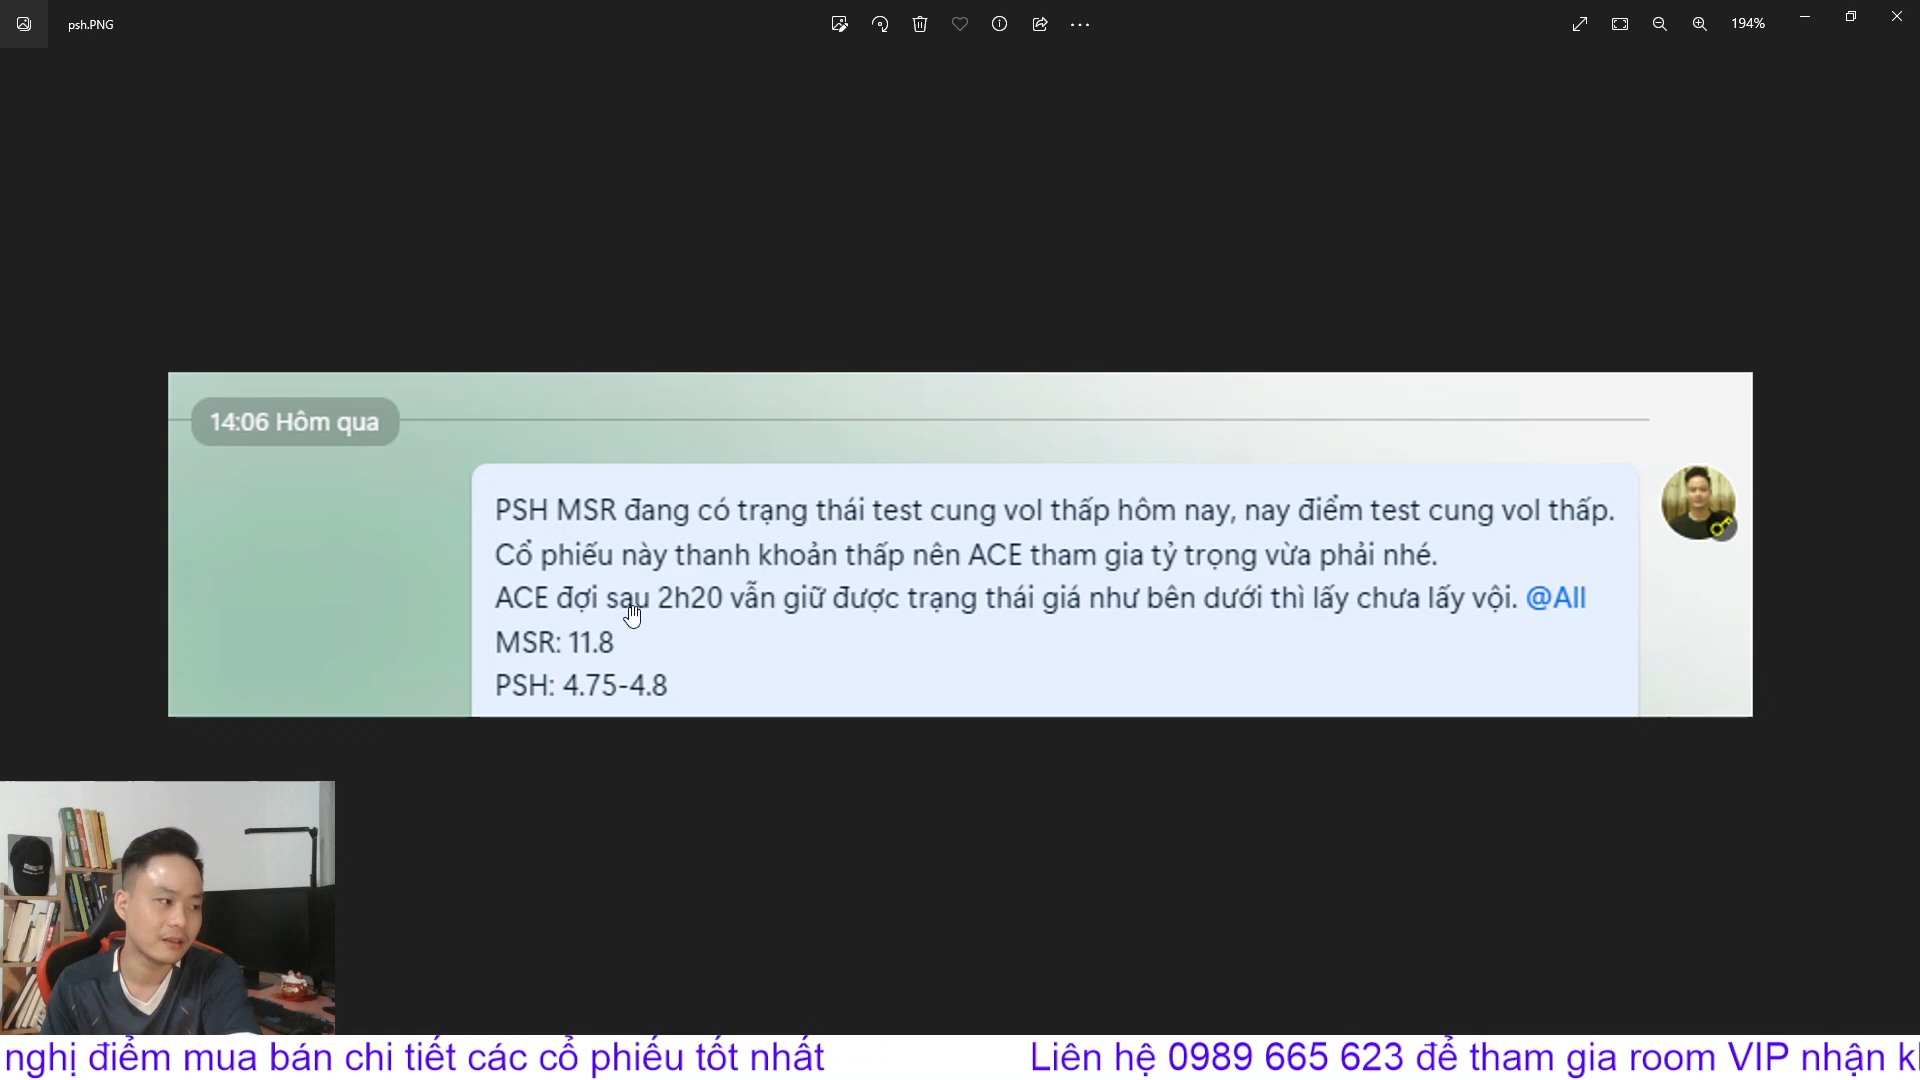 psh.PNG
194%
14:06 Hôm qua
PSH MSR đang có trạng thái test cung vol thấp hôm nay, nay điểm test cung vol thấp.
Cổ phiếu này thanh khoản thấp nên ACE tham gia tỷ trọng vừa phải nhé.
ACE đợi sau 2h20 vẫn giữ được trạng thái giá như bên dưới thì lấy chưa lấy vội. @All
MSR: 11.8
PSH: 4.75-4.8
nghị điểm mua bán chi tiết các cổ phiếu tốt nhất Liên hệ 0989 665 623 để tham gia room VIP nhận